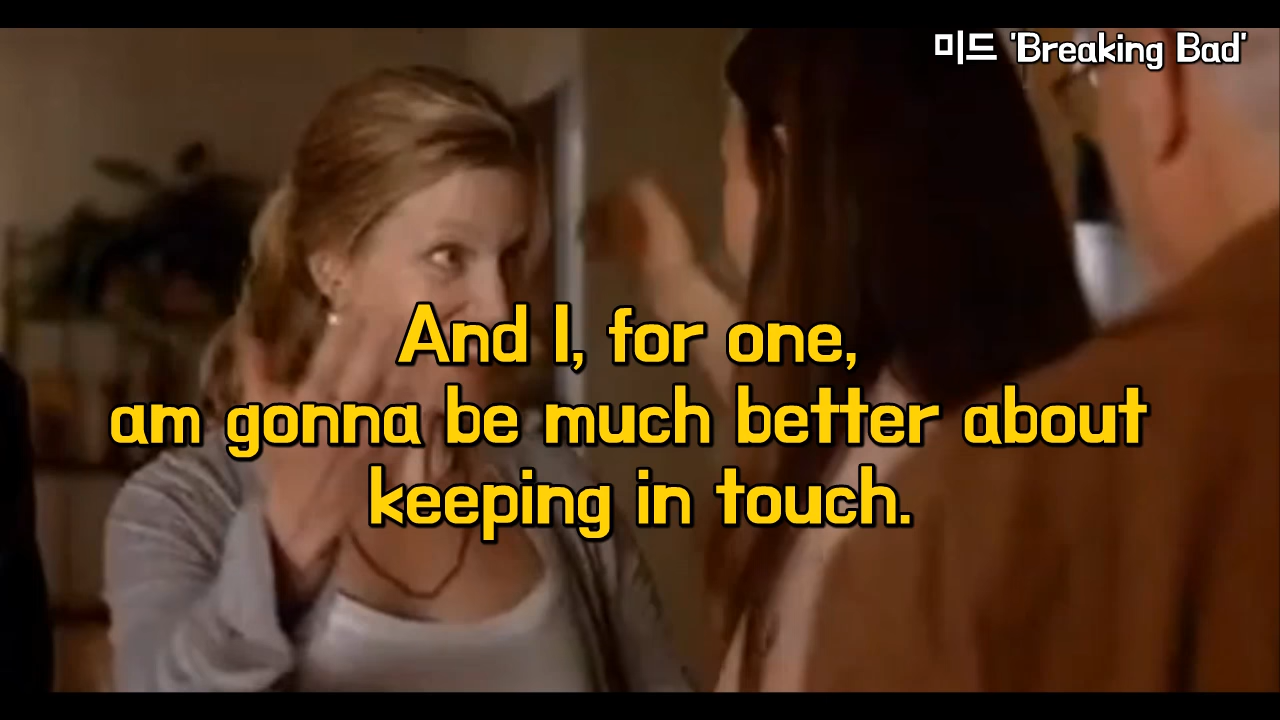 미드 'Breaking Bad'
And I, for one,
am gonna be much better about
keeping in touch.